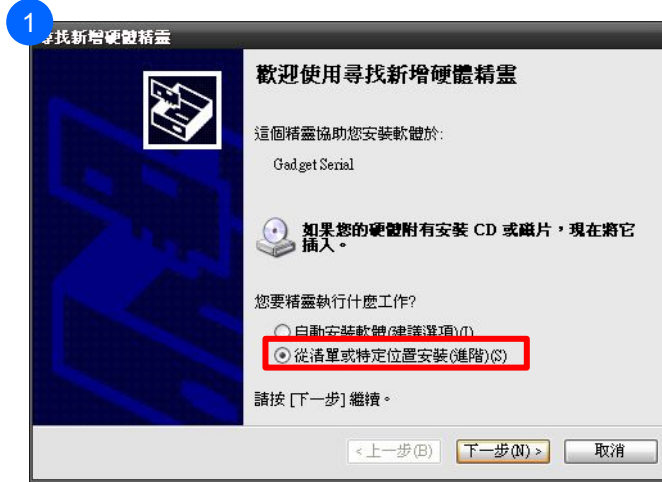 1
尋找新增硬體精靈
歡迎使用尋找新增硬體精靈
這個精靈協助您安裝軟體於:
Gadget Serial
如果您的硬體附有安裝 CD 或磁片，現在將它
插入。
您要精靈執行什麼工作?
自動安裝軟體(建議選項)(I)
從清單或特定位置安裝(進階)(S)
請按 [下一步] 繼續。
<上一步(B) 下一步(N)> 取消